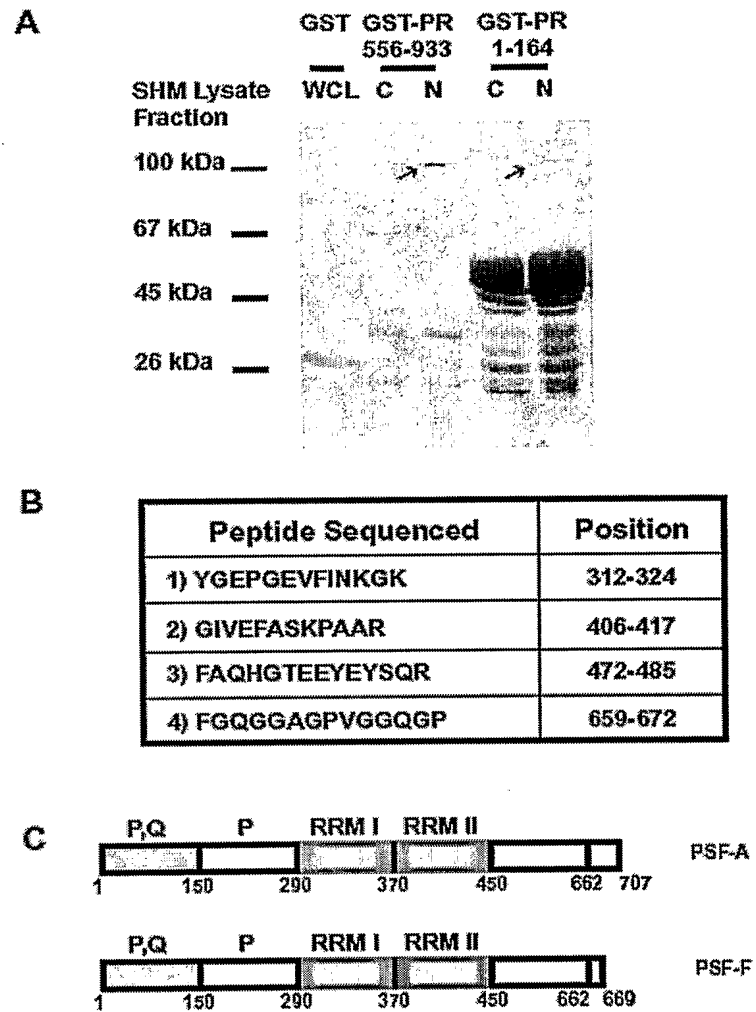 A
GST GST-PR GST-PR
556-933 1-164
SHM Lysate WCL C N C N
Fraction
100 kDa
67 kDa
45 kDa
26 kDa
B
Peptide Sequenced Position
1) YGEPGEVFINKGK 312-324
2) GIVEFASKPAAR 406-417
3) FAQHGTEEYEYSQR 472-485
4) FGQGGAGPVGGQGP 659-672
C
P,Q P RRM I RRM II
PSF-A
1 150 290 370 450 662 707
P,Q P RRM I RRM II
PSF-F
1 150 290 370 450 662 669